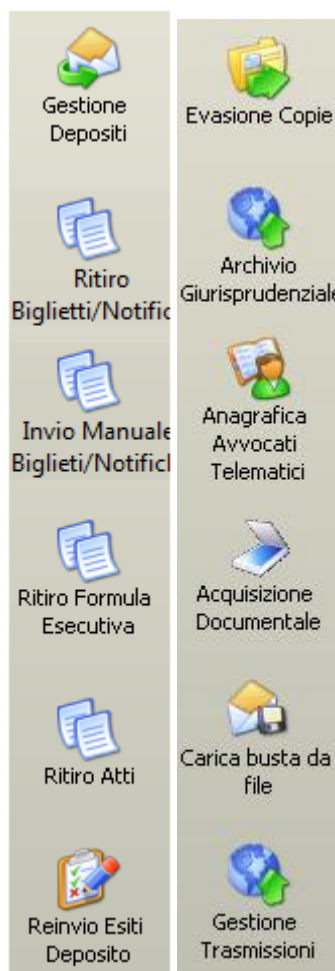 Gestione
Depositi
Ritiro
Biglietti/Notific
Invio Manuale
Biglieti/Notificl
Ritiro Formula
Esecutiva
Ritiro Atti
Reinvio Esiti
Deposito
Evasione Copie
Archivio
Giurisprudenziale
Anagrafica
Avvocati
Telematici
Acquisizione
Documentale
Carica busta da
file
Gestione
Trasmissioni